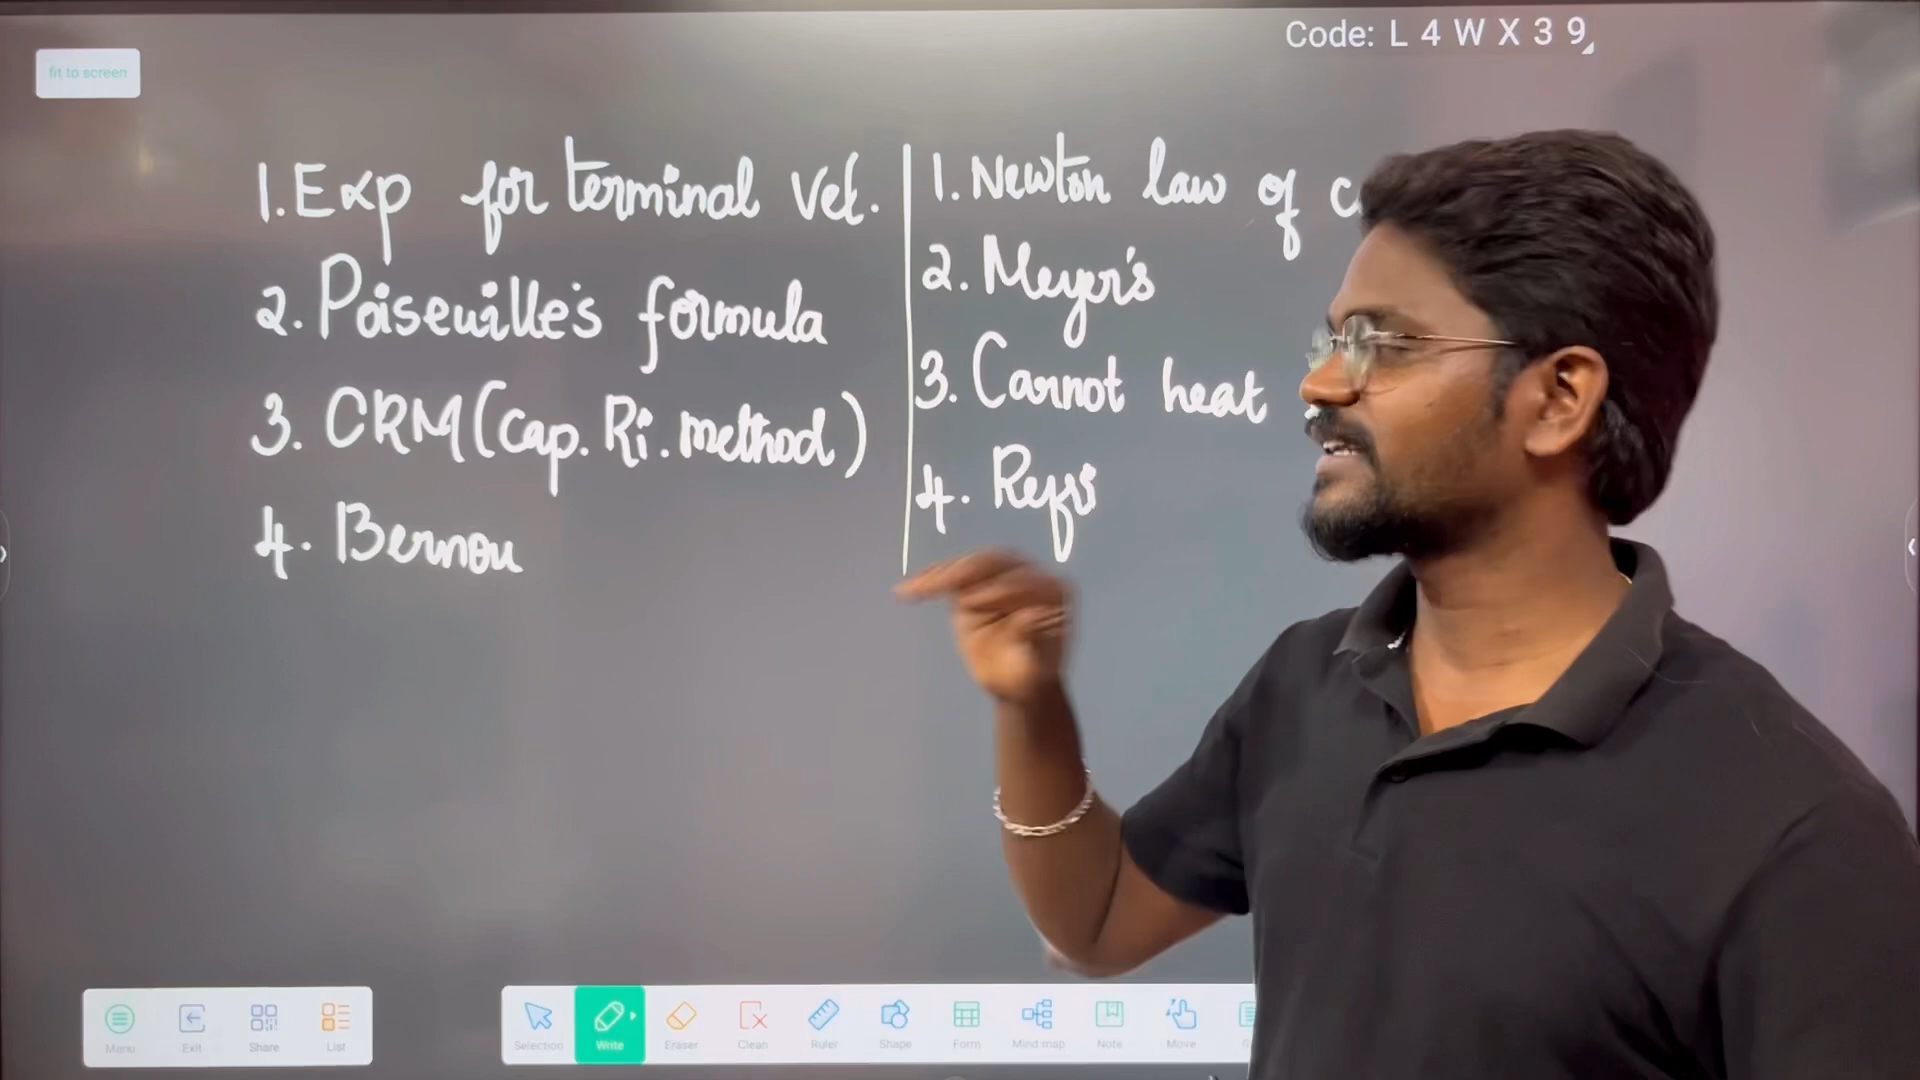 Code: L 4 W X 3 9
fit to screen
1. Exp for terminal Vel.
2. Poiseuille's formula
3. CRM (Cap. Ri. method)
4. Bernou
1. Newton law of c
2. Meyer's
3. Carnot heat
4. Refri
Menu Exit Share List
Selection Write Eraser Clean Ruler Shape Form Mind map Note Move